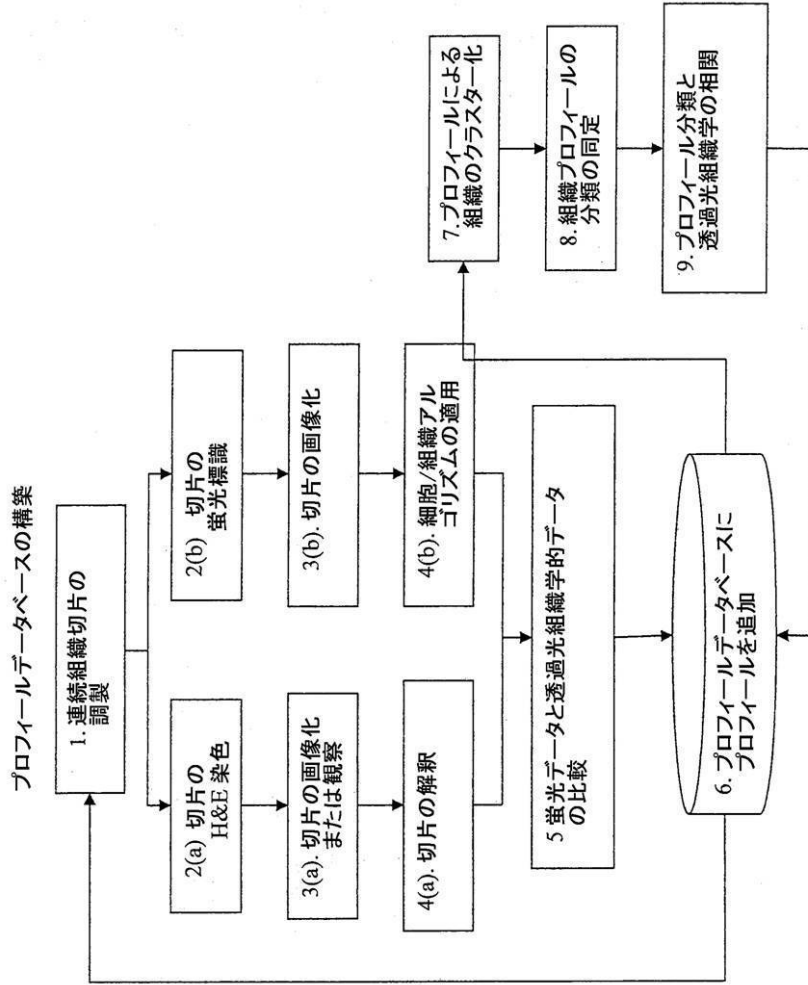 プロフィールデータベースの構築
1. 連続組織切片の
調製
2(a) 切片の
H&E 染色
2(b) 切片の
蛍光標識
3(a). 切片の画像化
または観察
3(b). 切片の画像化
4(a). 切片の解釈
4(b). 細胞/組織アル
ゴリズムの適用
5 蛍光データと透過光組織学的データ
の比較
6. プロフィールデータベースに
プロフィールを追加
7. プロフィールによる
組織のクラスター化
8. 組織プロフィールの
分類の同定
9. プロフィール分類と
透過光組織学の相関